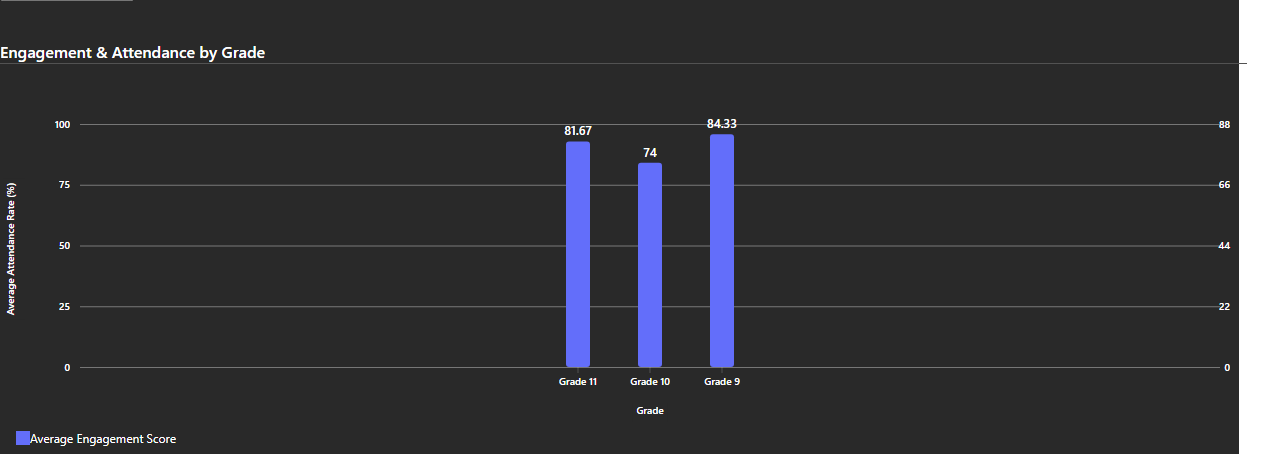 Engagement & Attendance by Grade
81.67
74
84.33
100
88
75
66
50
44
25
22
0
0
Average Attendance Rate (%)
Grade 11
Grade 10
Grade 9
Grade
Average Engagement Score